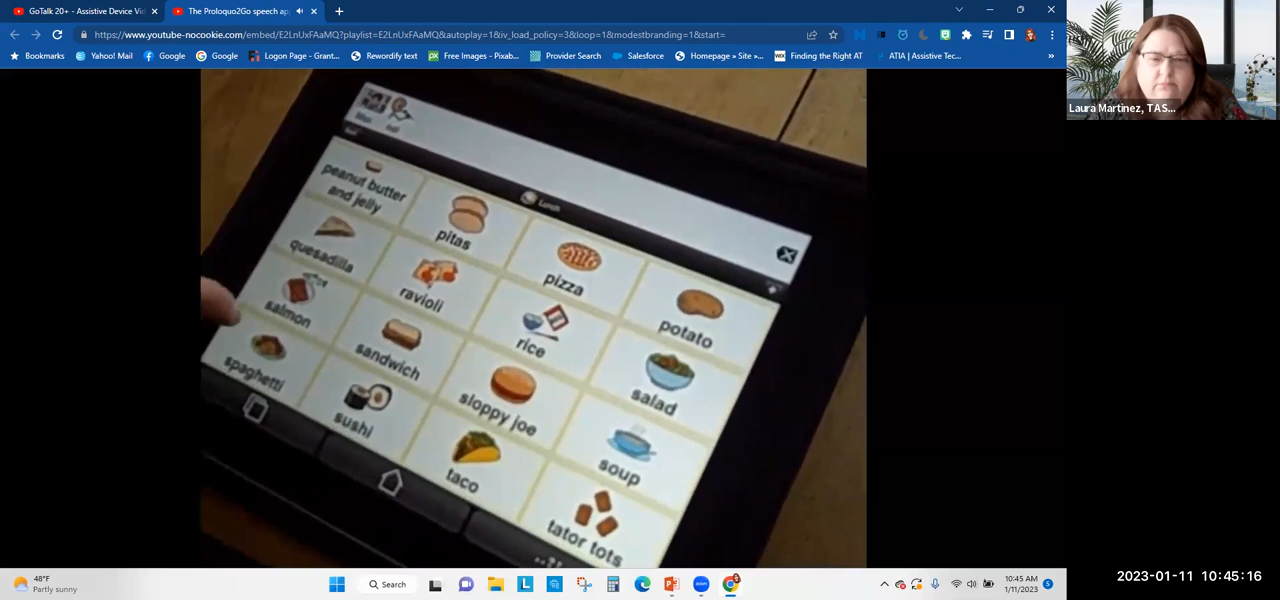 GoTalk 20+ - Assistive Device Vid
The Proloquo2Go speech ap
https://www.youtube-nocookie.com/embed/E2LnUxFAaMQ?playlist=E2LnUxFAaMQ&autoplay=1&iv_load_policy=3&loop=1&modestbranding=1&start=
Bookmarks
Yahoo! Mail
Facebook
Google
Logon Page - Grant...
Rewordify text
Free Images - Pixab...
Provider Search
Salesforce
Homepage » Site »...
Finding the Right AT
ATIA | Assistive Tec...
»
Laura Martinez, TAS...
Lunch
peanut butter
and jelly
pitas
pizza
potato
quesadilla
ravioli
rice
salad
salmon
sandwich
sloppy joe
soup
spaghetti
sushi
taco
tator tots
48°F
Partly sunny
Search
10:45 AM
1/11/2023
5
2023-01-11 10:45:16